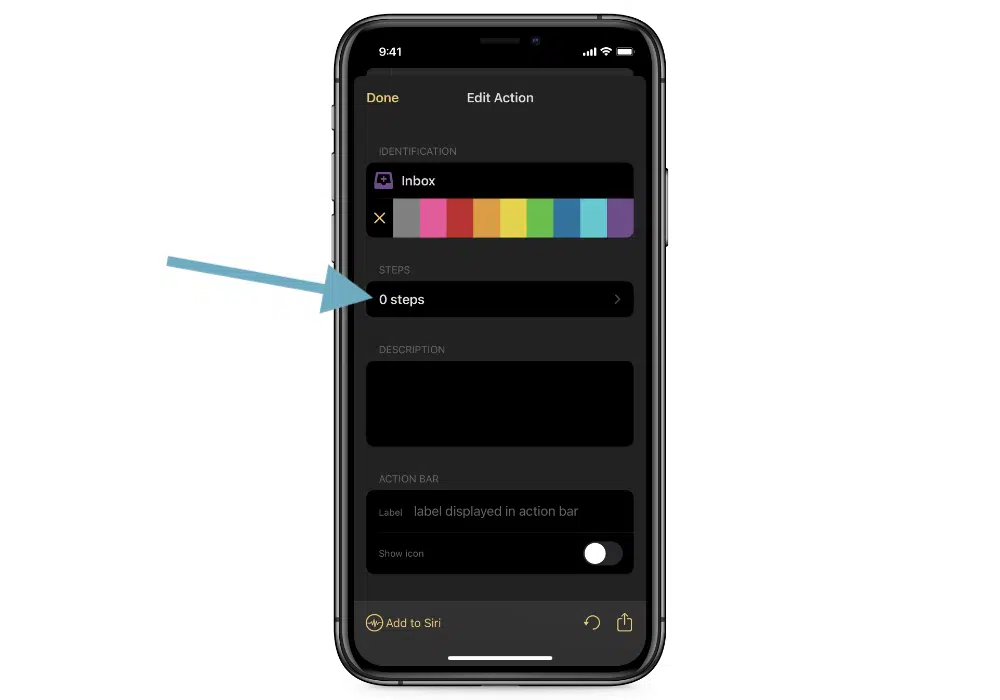 9:41
Done
Edit Action
IDENTIFICATION
Inbox
STEPS
0 steps
DESCRIPTION
ACTION BAR
Label label displayed in action bar
Show icon
Add to Siri